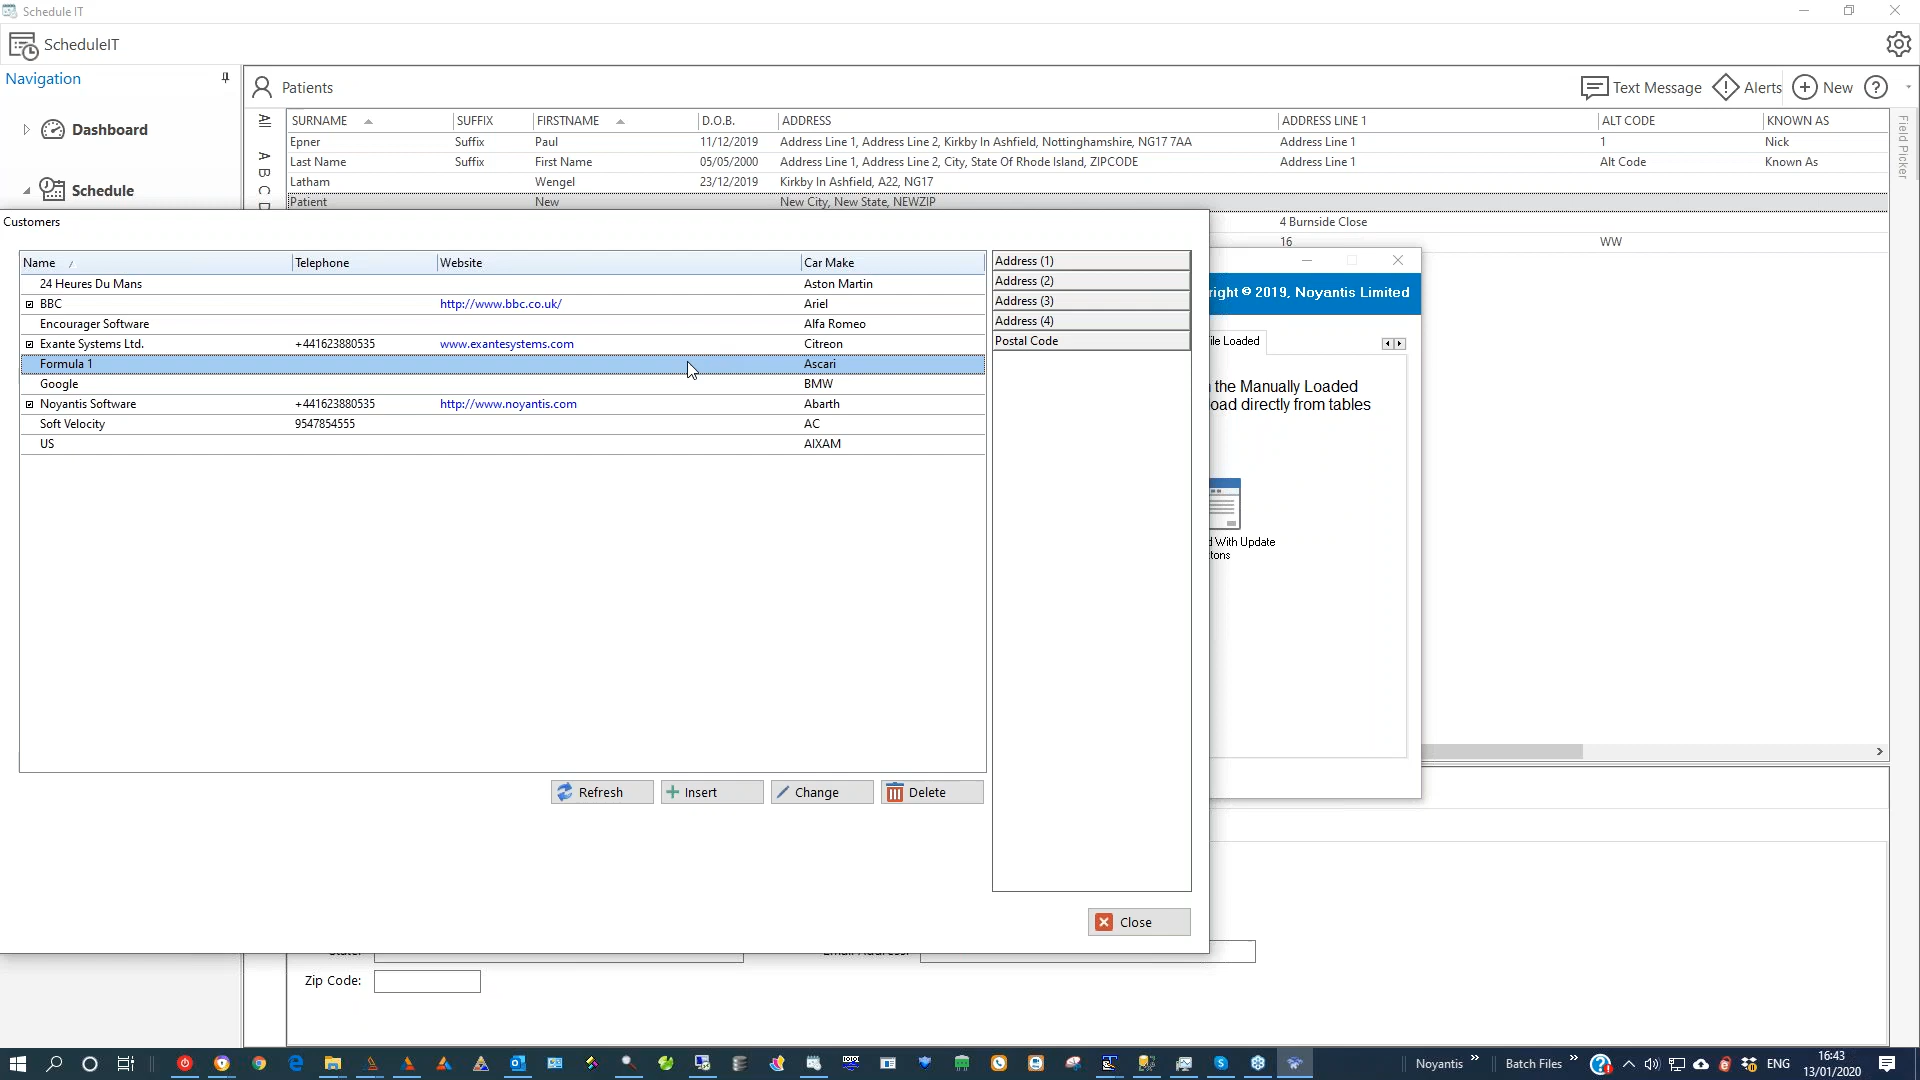 Schedule IT
ScheduleIT
Navigation
Patients
Text Message
Alerts
New
Dashboard
Schedule
All
A
B
C
D
SURNAME SUFFIX FIRSTNAME D.O.B. ADDRESS ADDRESS LINE 1 ALT CODE KNOWN AS
Epner Suffix Paul 11/12/2019 Address Line 1, Address Line 2, Kirkby In Ashfield, Nottinghamshire, NG17 7AA Address Line 1 1 Nick
Last Name Suffix First Name 05/05/2000 Address Line 1, Address Line 2, City, State Of Rhode Island, ZIPCODE Address Line 1 Alt Code Known As
Latham Wengel 23/12/2019 Kirkby In Ashfield, A22, NG17
Patient New New City, New State, NEWZIP
4 Burnside Close
16 WW
Field Picker
Customers
Name Telephone Website Car Make
24 Heures Du Mans Aston Martin
BBC http://www.bbc.co.uk/ Ariel
Encourager Software Alfa Romeo
Exante Systems Ltd. +441623880535 www.exantesystems.com Citreon
Formula 1 Ascari
Google BMW
Noyantis Software +441623880535 http://www.noyantis.com Abarth
Soft Velocity 9547854555 AC
US AIXAM
Address (1)
Address (2)
Address (3)
Address (4)
Postal Code
Refresh
Insert
Change
Delete
Close
right © 2019, Noyantis Limited
ile Loaded
the Manually Loaded
oad directly from tables
d With Update
tons
Zip Code:
Noyantis
Batch Files
ENG
16:43
13/01/2020